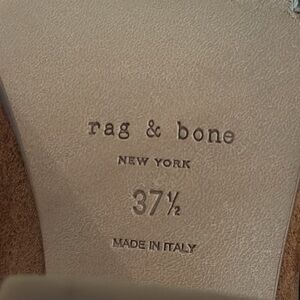 rag & bone
NEW YORK
37½
MADE IN ITALY